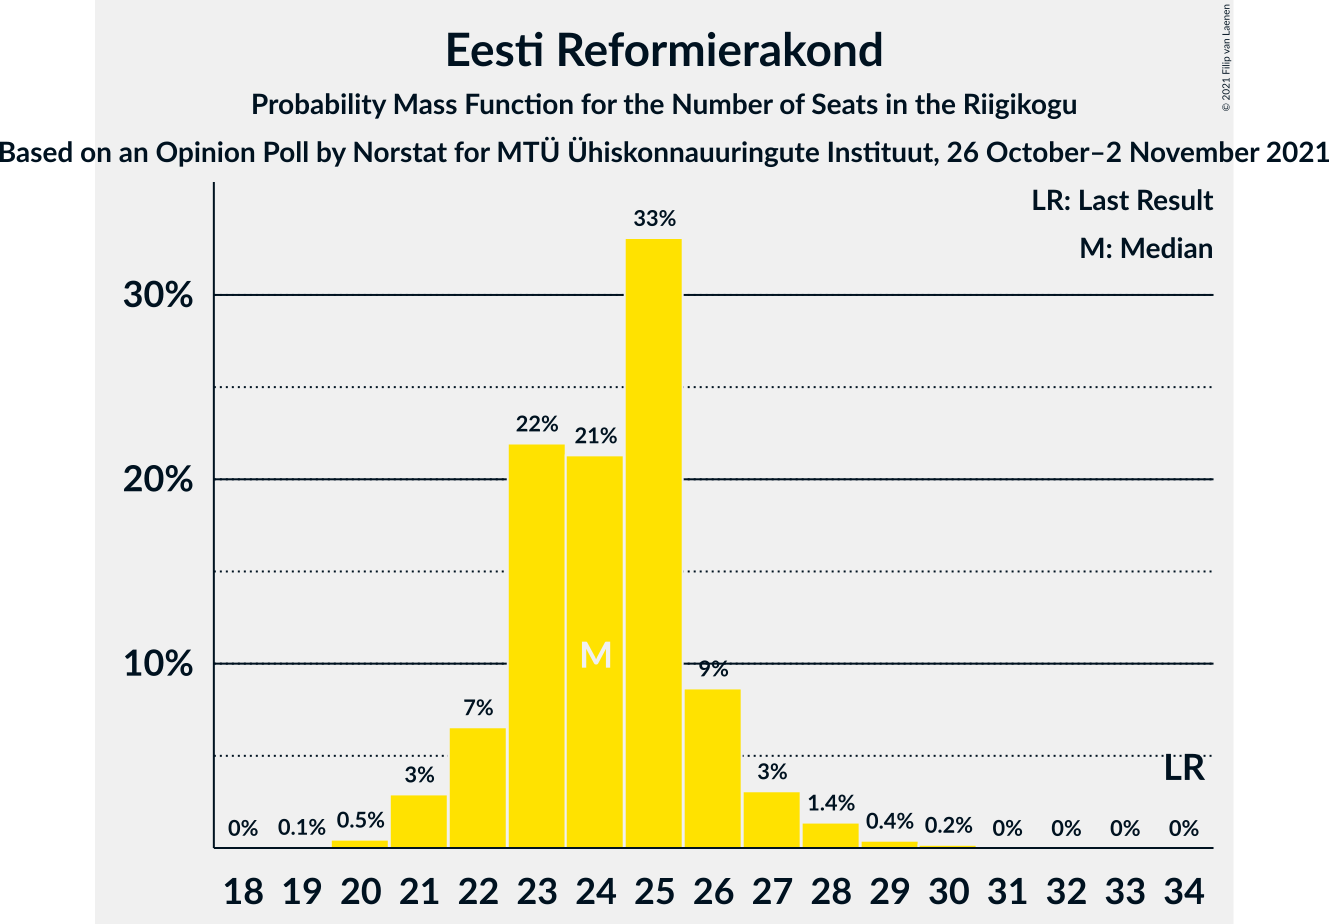 Eesti Reformierakond
Probability Mass Function for the Number of Seats in the Riigikogu
Based on an Opinion Poll by Norstat for MTÜ Ühiskonnauuringute Instituut, 26 October–2 November 2021
© 2021 Filip van Laenen
LR: Last Result
M: Median
33%
30%
22%
21%
20%
M
10%
9%
7%
LR
3%
3%
1.4%
0%
0.1%
0.5%
0.4%
0.2%
0%
0%
0%
0%
18 19 20 21 22 23 24 25 26 27 28 29 30 31 32 33 34